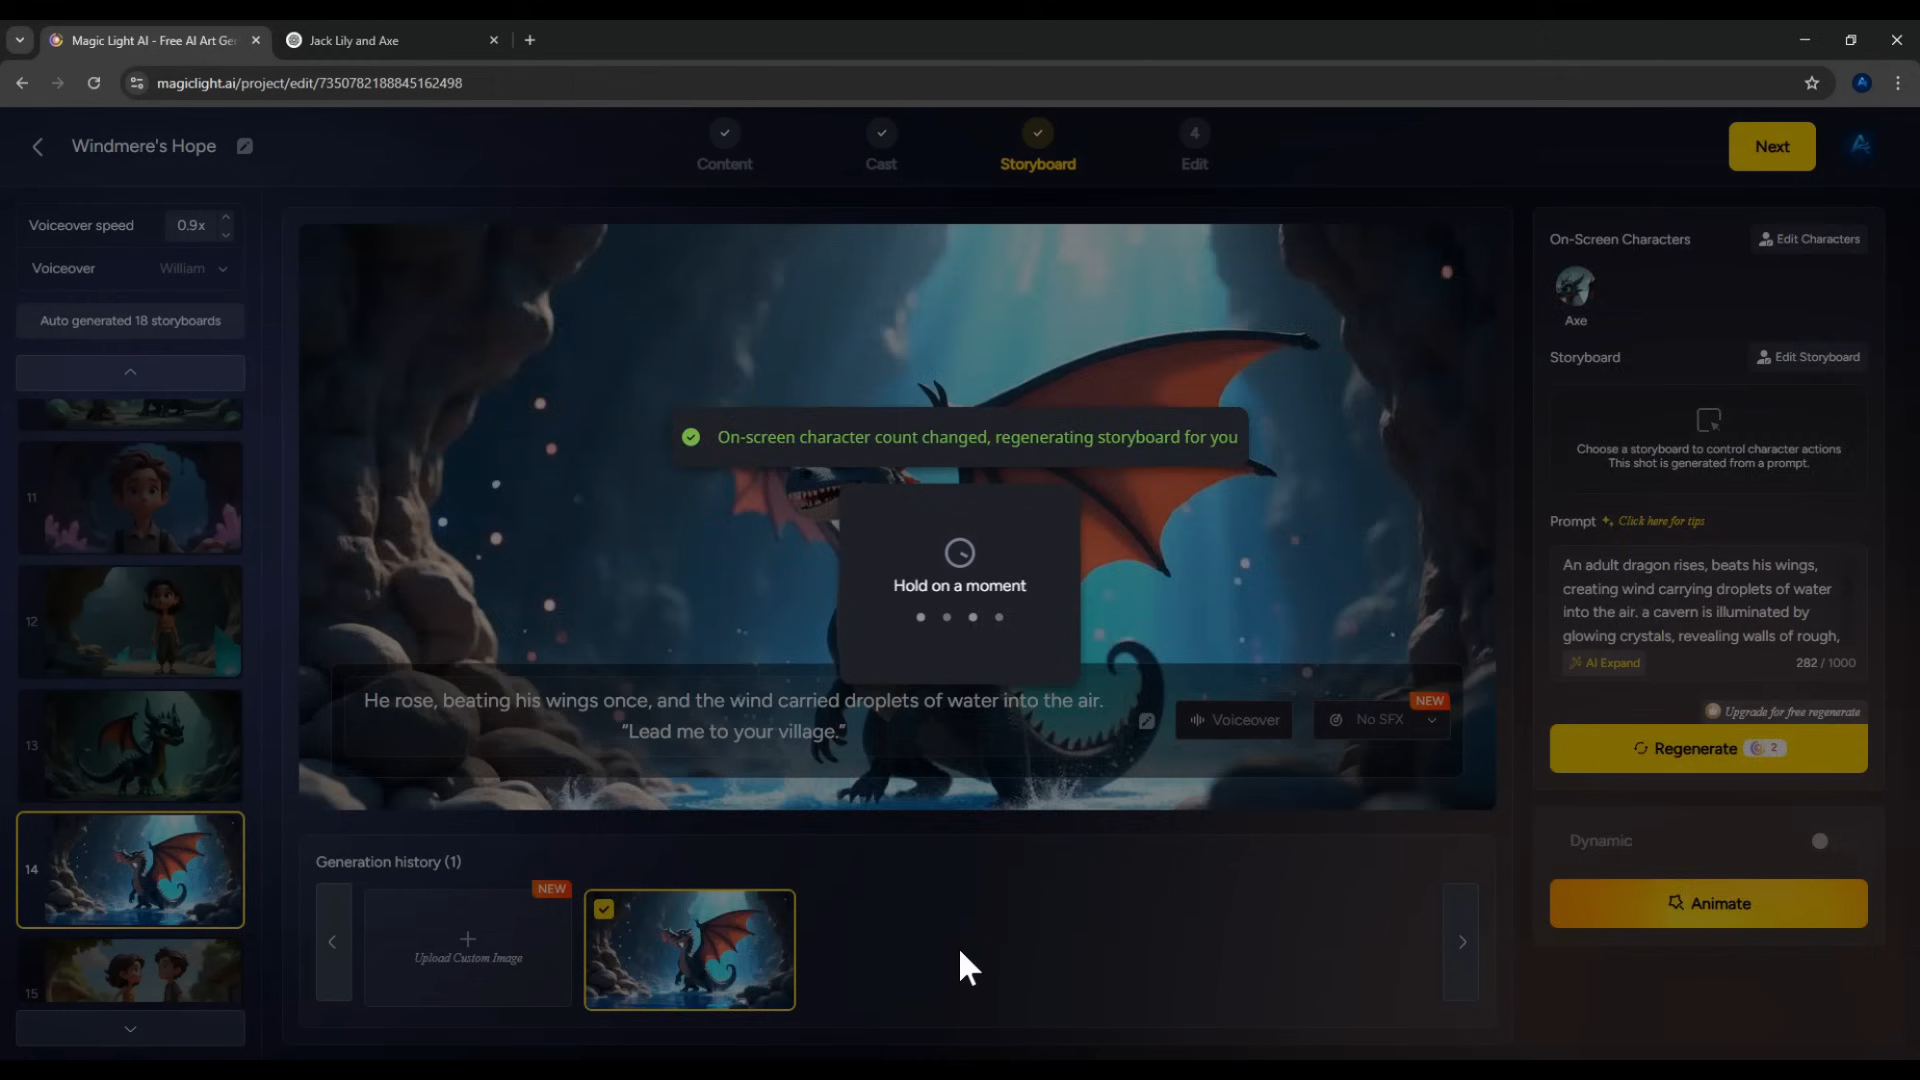 Magic Light AI - Free AI Art Gen
Jack Lily and Axe
magiclight.ai/project/edit/7350782188845162498
Windmere's Hope
Content
Cast
Storyboard
4
Edit
Next
Voiceover speed
0.9x
Voiceover
William
Auto generated 18 storyboards
11
12
13
14
15
On-screen character count changed, regenerating storyboard for you
Hold on a moment
He rose, beating his wings once, and the wind carried droplets of water into the air.
“Lead me to your village.”
Voiceover
No SFX
NEW
Generation history (1)
NEW
Upload Custom Image
On-Screen Characters
Edit Characters
Axe
Storyboard
Edit Storyboard
Choose a storyboard to control character actions
This shot is generated from a prompt.
Prompt
Click here for tips
An adult dragon rises, beats his wings,
creating wind carrying droplets of water
into the air. a cavern is illuminated by
glowing crystals, revealing walls of rough,
AI Expand
282 / 1000
Upgrade for free regenerate
Regenerate
2
Dynamic
Animate